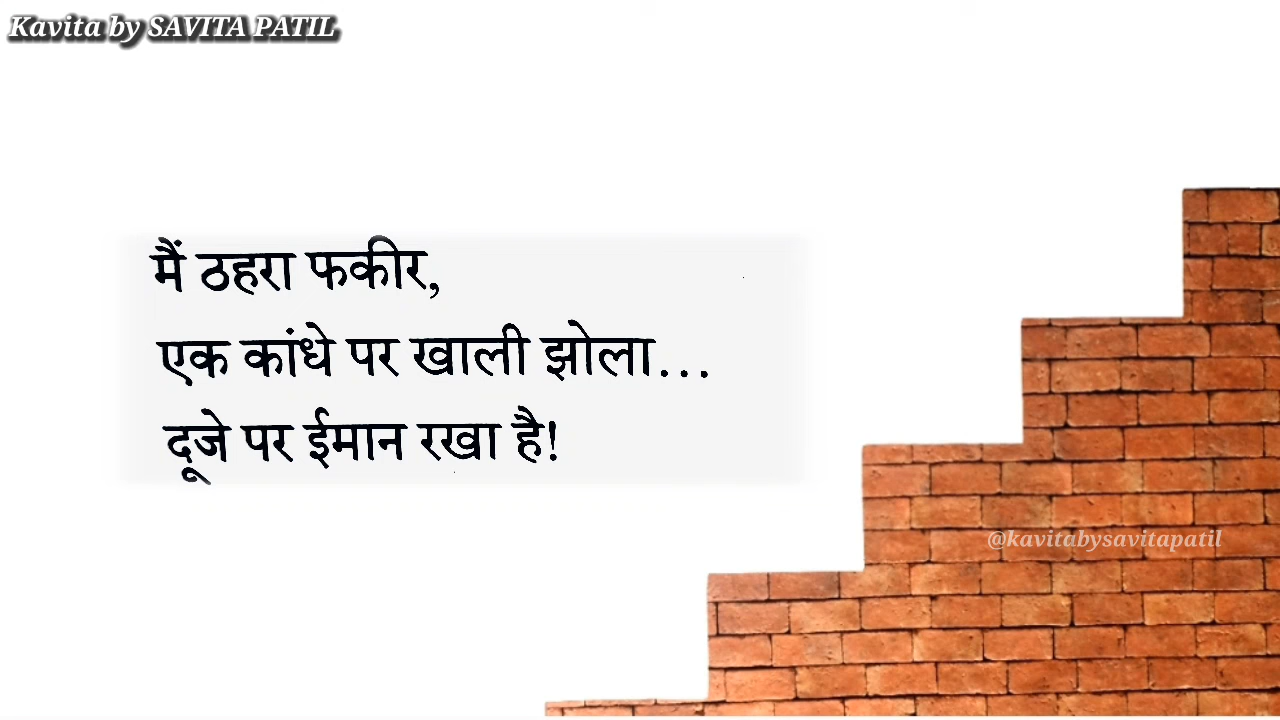 Kavita by SAVITA PATIL
मैं ठहरा फकीर,
एक कांधे पर खाली झोला...
दूजे पर ईमान रखा है!
@kavitabysavitapatil